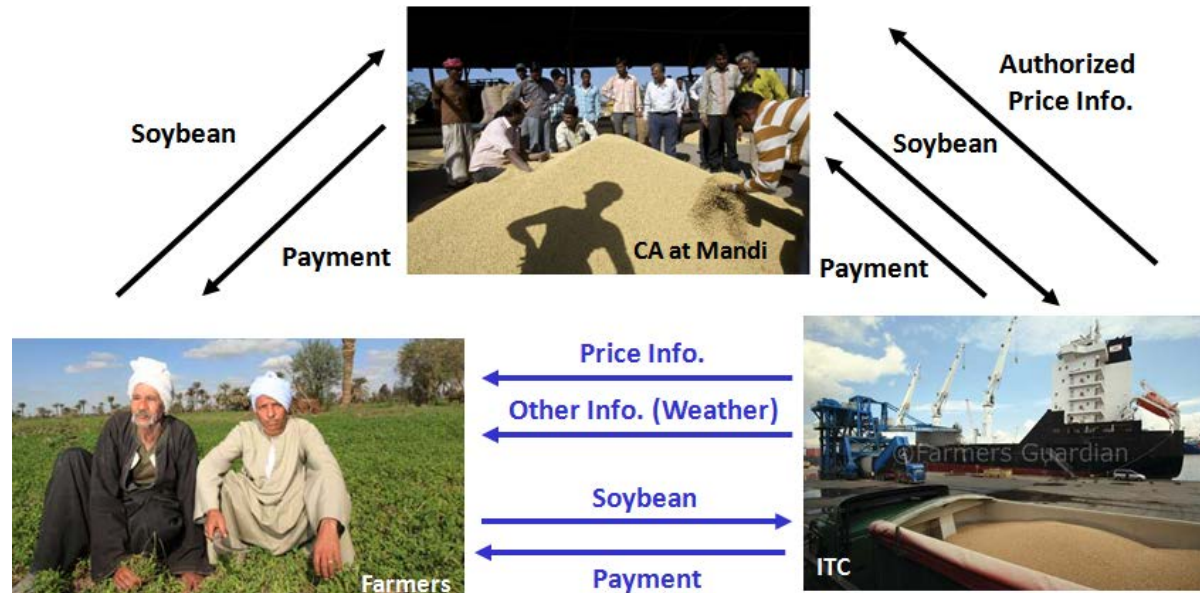 Authorized
Price Info.
Soybean
Soybean
Payment
CA at Mandi
Payment
Price Info.
Other Info. (Weather)
©Farmers Guardian
Soybean
Payment
Farmers
ITC